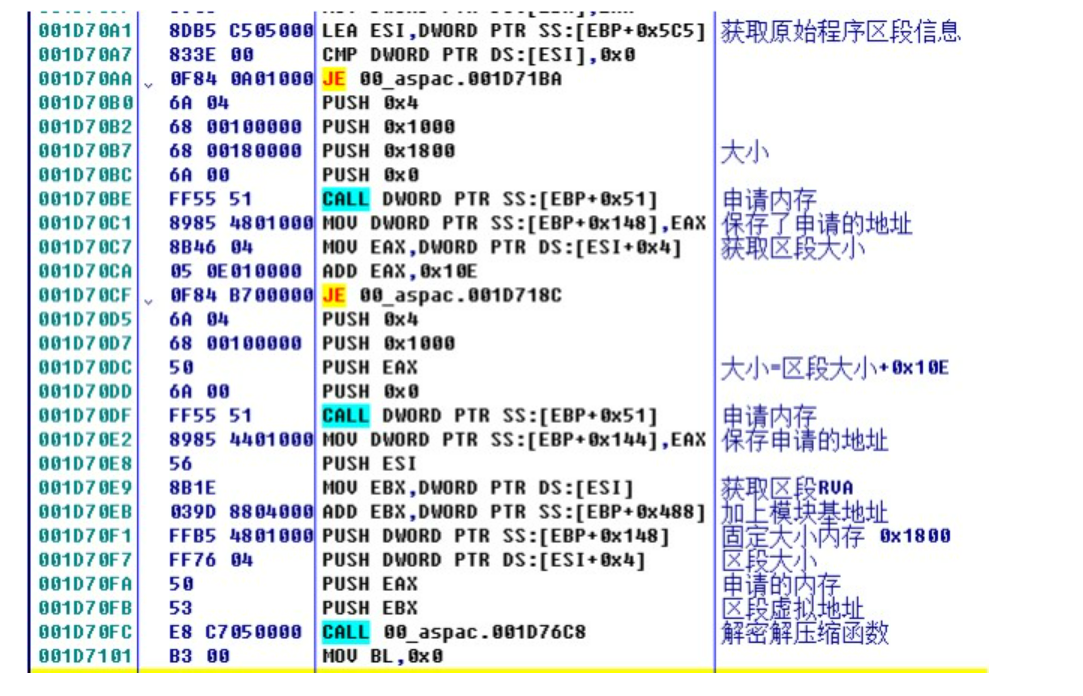 001D70A1 8DB5 C505000 LEA ESI,DWORD PTR SS:[EBP+0x5C5] 获取原始程序区段信息
001D70A7 833E 00 CMP DWORD PTR DS:[ESI],0x0
001D70AA 0F84 0A01000 JE 00_aspac.001D71BA
001D70B0 6A 04 PUSH 0x4
001D70B2 68 00100000 PUSH 0x1000
001D70B7 68 00180000 PUSH 0x1800 大小
001D70BC 6A 00 PUSH 0x0
001D70BE FF55 51 CALL DWORD PTR SS:[EBP+0x51] 申请内存
001D70C1 8985 4801000 MOV DWORD PTR SS:[EBP+0x148],EAX 保存了申请的地址
001D70C7 8B46 04 MOV EAX,DWORD PTR DS:[ESI+0x4] 获取区段大小
001D70CA 05 0E010000 ADD EAX,0x10E
001D70CF 0F84 B700000 JE 00_aspac.001D718C
001D70D5 6A 04 PUSH 0x4
001D70D7 68 00100000 PUSH 0x1000
001D70DC 50 PUSH EAX 大小=区段大小+0x10E
001D70DD 6A 00 PUSH 0x0
001D70DF FF55 51 CALL DWORD PTR SS:[EBP+0x51] 申请内存
001D70E2 8985 4401000 MOV DWORD PTR SS:[EBP+0x144],EAX 保存申请的地址
001D70E8 56 PUSH ESI
001D70E9 8B1E MOV EBX,DWORD PTR DS:[ESI] 获取区段RVA
001D70EB 039D 8804000 ADD EBX,DWORD PTR SS:[EBP+0x488] 加上模块基地址
001D70F1 FFB5 4801000 PUSH DWORD PTR SS:[EBP+0x148] 固定大小内存 0x1800
001D70F7 FF76 04 PUSH DWORD PTR DS:[ESI+0x4] 区段大小
001D70FA 50 PUSH EAX 申请的内存
001D70FB 53 PUSH EBX 区段虚拟地址
001D70FC E8 C7050000 CALL 00_aspac.001D76C8 解密解压缩函数
001D7101 B3 00 MOV BL,0x0